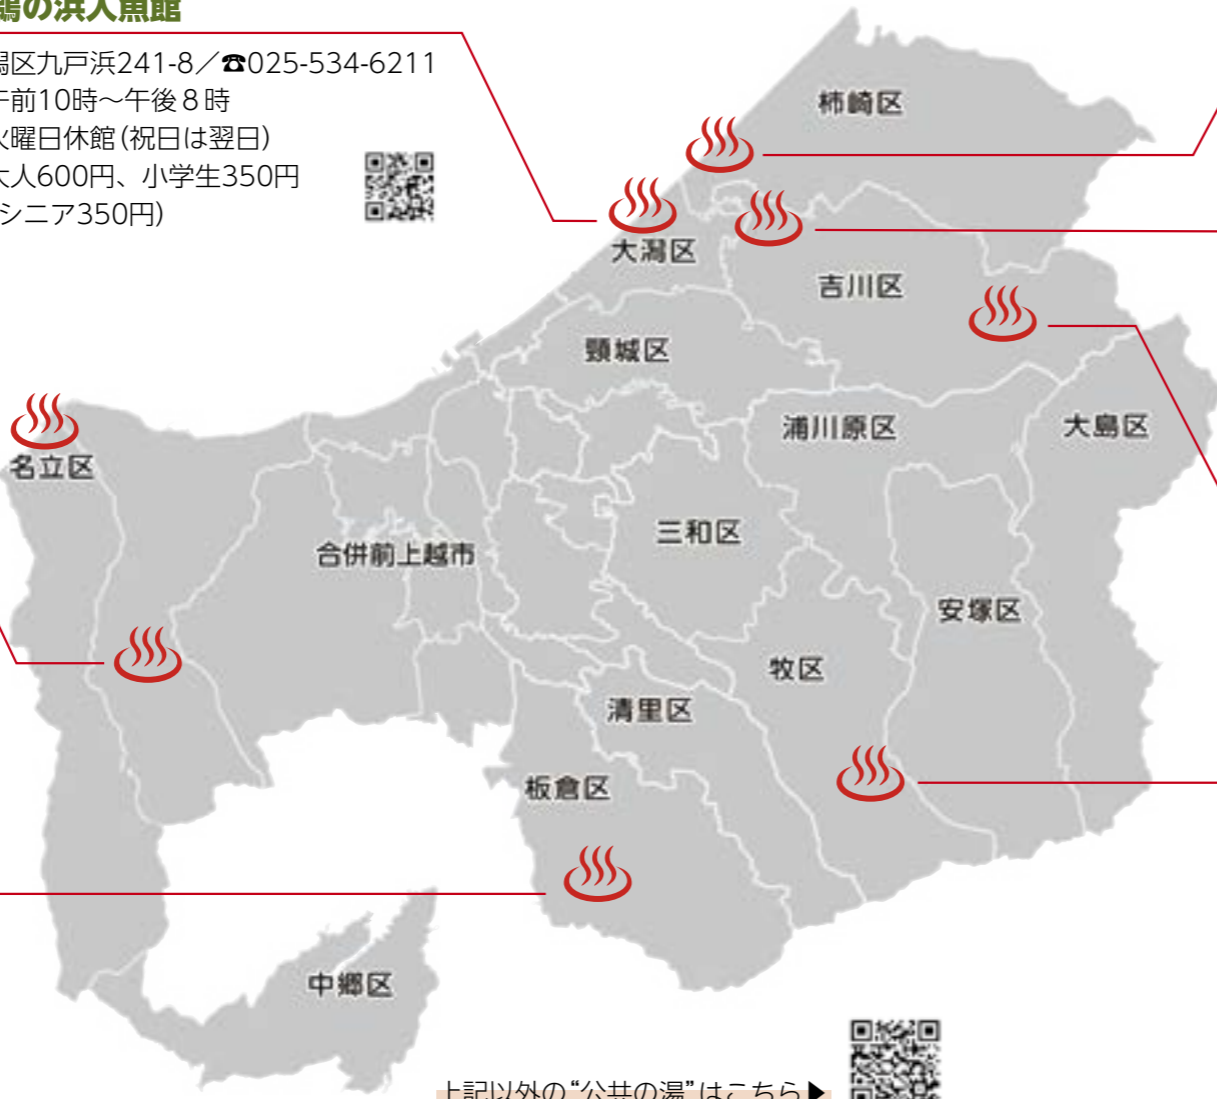 鵜の浜人魚館
潟区九戸浜241-8／☎025-534-6211
午前10時～午後８時
火曜日休館(祝日は翌日)
大人600円、小学生350円
シニア350円)
柿崎区
大潟区
吉川区
頸城区
浦川原区
大島区
名立区
三和区
合併前上越市
安塚区
牧区
清里区
板倉区
中郷区
上記以外の“公共の湯”はこちら▶